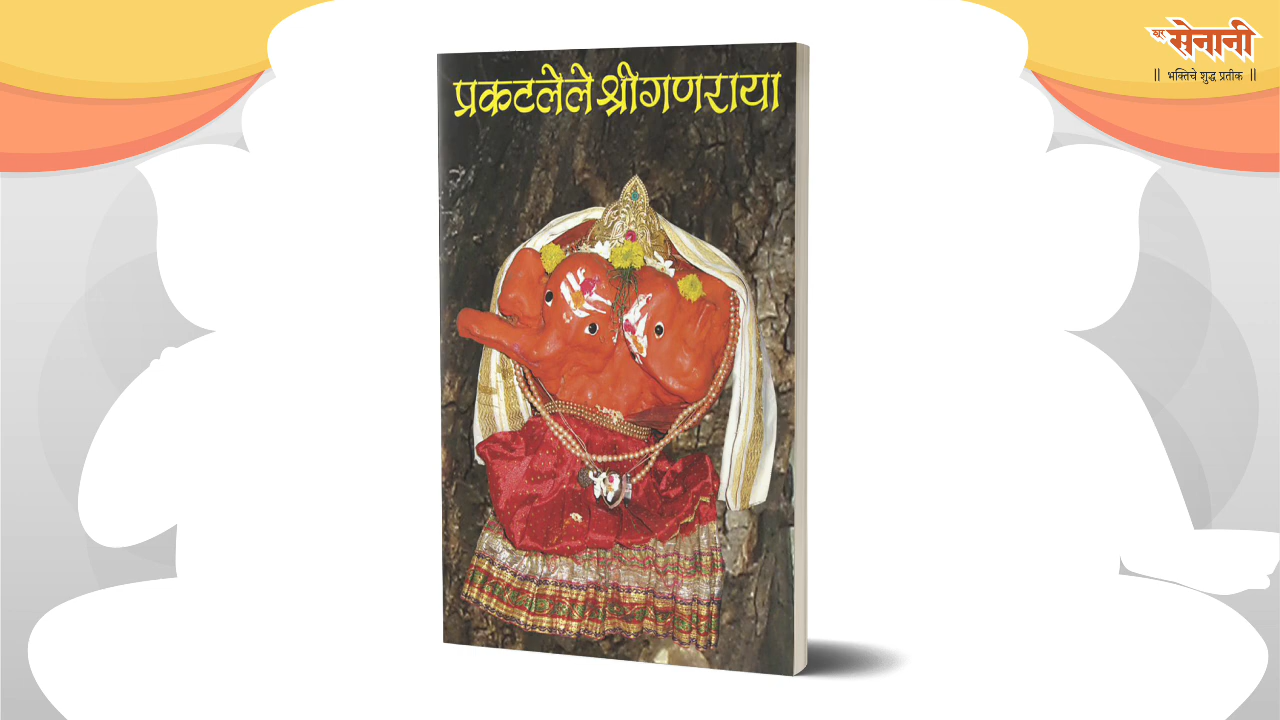 प्रकटलेले श्रीगणराया
शूर सेनानी
॥ भक्तिचे शुद्ध प्रतीक ॥